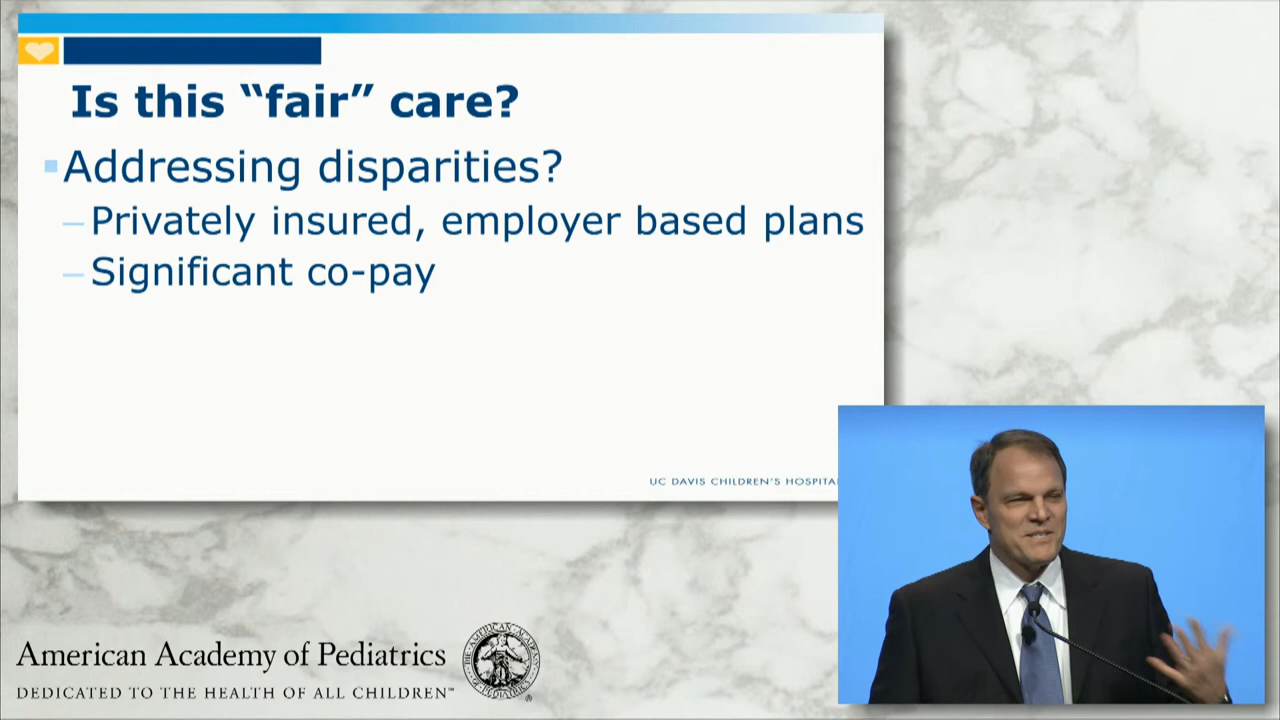 Is this “fair” care?
Addressing disparities?
–Privately insured, employer based plans
–Significant co-pay
UC DAVIS CHILDREN'S HOSPITAL
American Academy of Pediatrics
DEDICATED TO THE HEALTH OF ALL CHILDREN™